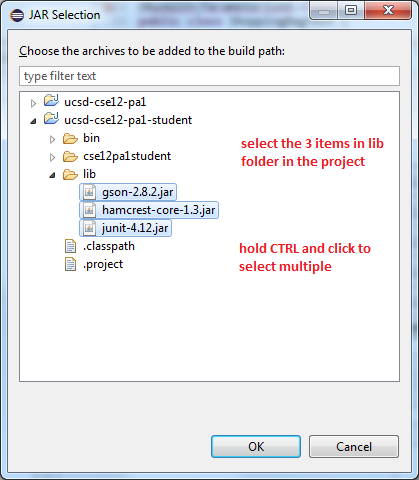 JAR Selection
Choose the archives to be added to the build path:
type filter text
ucsd-cse12-pa1
ucsd-cse12-pa1-student
bin
cse12pa1student
lib
gson-2.8.2.jar
hamcrest-core-1.3.jar
junit-4.12.jar
.classpath
.project
select the 3 items in lib
folder in the project
hold CTRL and click to
select multiple
OK
Cancel